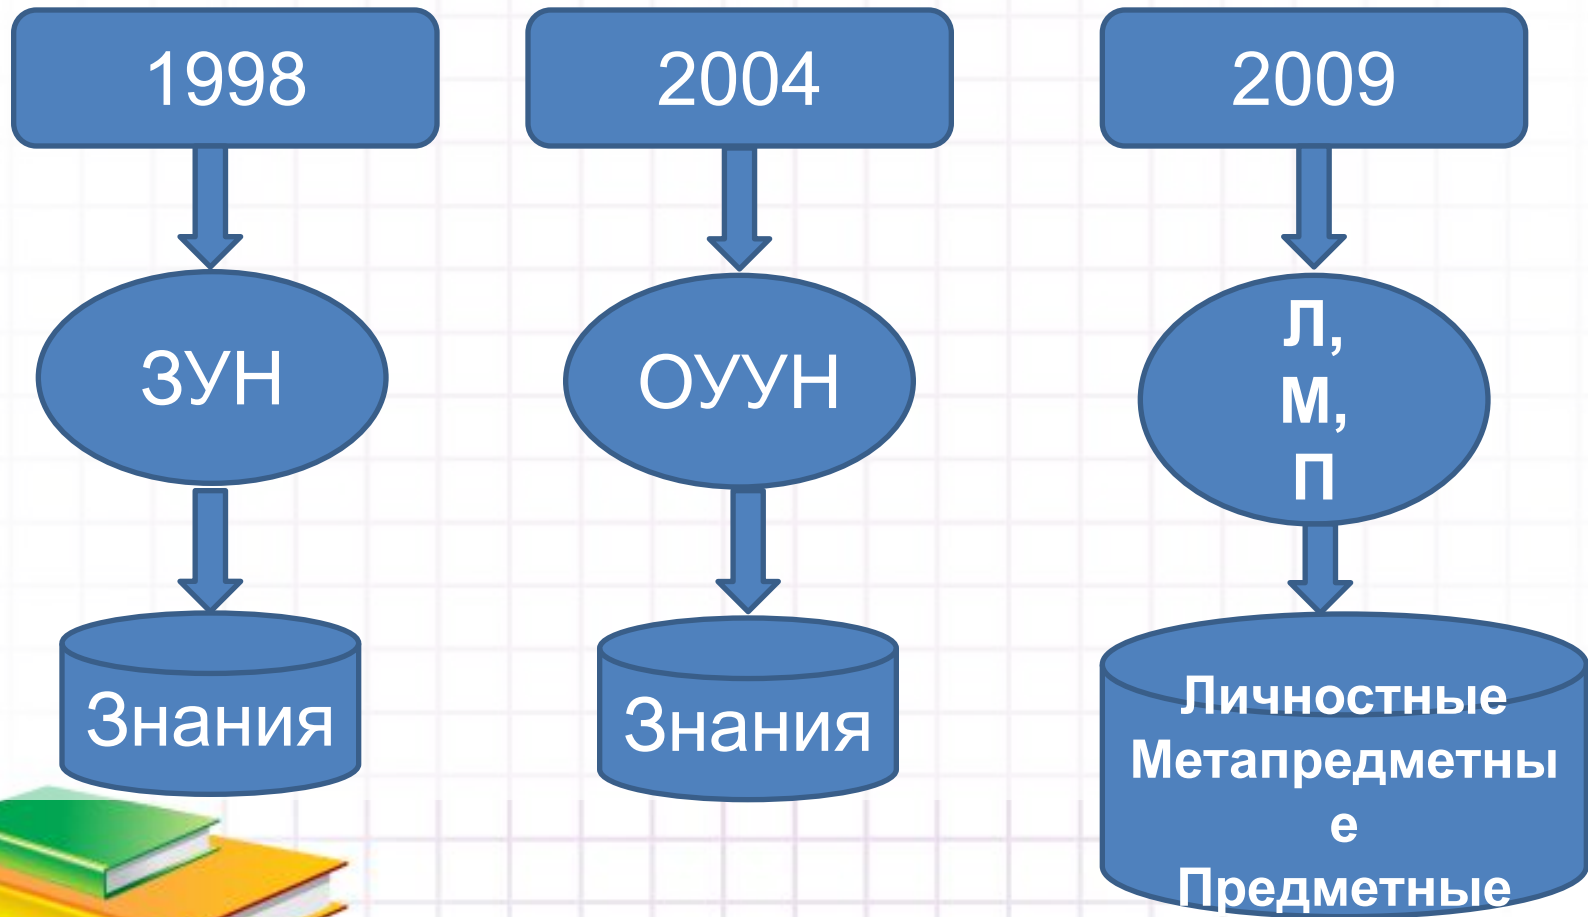 1998
2004
2009
ЗУН
ОУУН
Л,
М,
П
Знания
Знания
Личностные
Метапредметны
е
Предметные